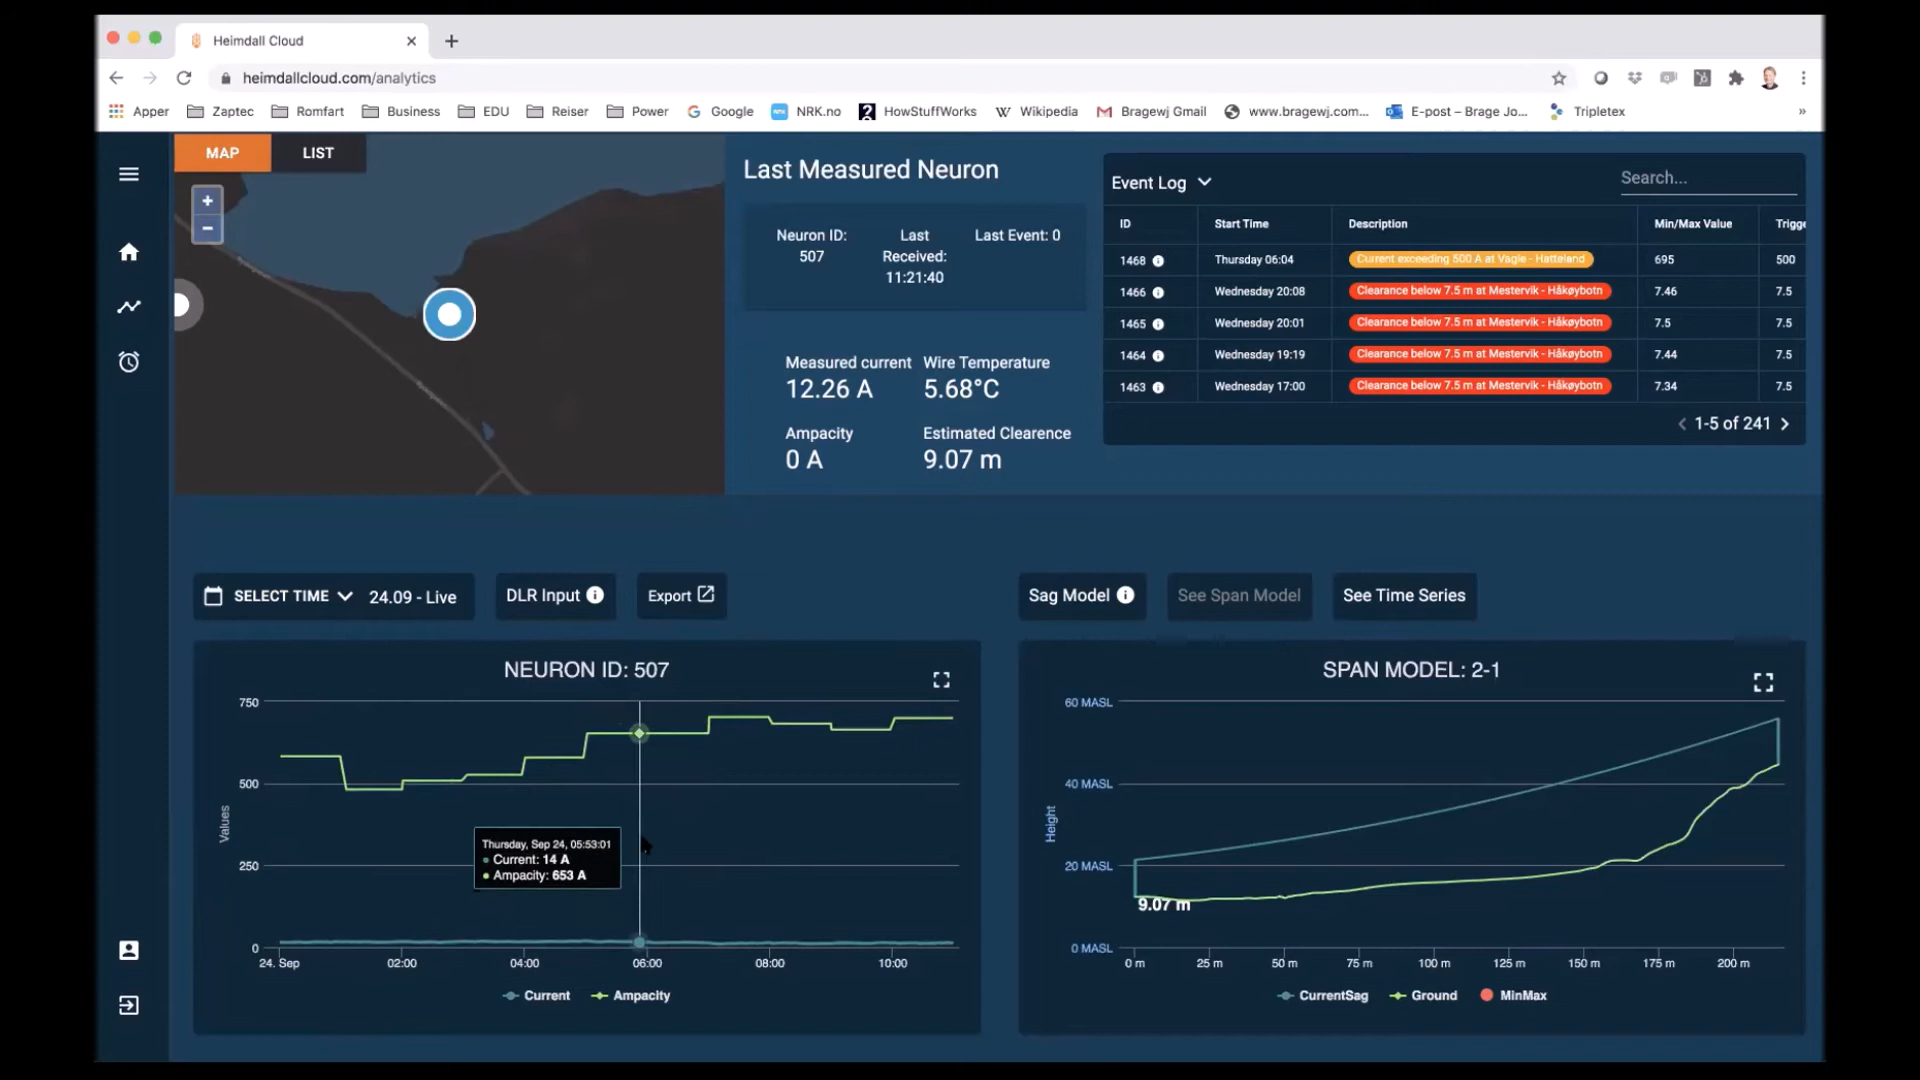 Heimdall Cloud
heimdallcloud.com/analytics
Apper Zaptec Romfart Business EDU Reiser Power Google NRK.no HowStuffWorks Wikipedia Bragewj Gmail www.bragewj.com... E-post – Brage Jo... Tripletex »
MAP LIST
+
−
Last Measured Neuron
Neuron ID: 507
Last Received: 11:21:40
Last Event: 0
Measured current
12.26 A
Wire Temperature
5.68°C
Ampacity
0 A
Estimated Clearence
9.07 m
Event Log
Search...
ID Start Time Description Min/Max Value Trigge
1468 Thursday 06:04 Current exceeding 500 A at Vagle - Hatteland 695 500
1466 Wednesday 20:08 Clearance below 7.5 m at Mestervik - Håkøybotn 7.46 7.5
1465 Wednesday 20:01 Clearance below 7.5 m at Mestervik - Håkøybotn 7.5 7.5
1464 Wednesday 19:19 Clearance below 7.5 m at Mestervik - Håkøybotn 7.44 7.5
1463 Wednesday 17:00 Clearance below 7.5 m at Mestervik - Håkøybotn 7.34 7.5
1-5 of 241
SELECT TIME 24.09 - Live
DLR Input
Export
Sag Model
See Span Model
See Time Series
NEURON ID: 507
750
500
250
0
Values
Thursday, Sep 24, 05:53:01
Current: 14 A
Ampacity: 653 A
24. Sep 02:00 04:00 06:00 08:00 10:00
Current Ampacity
SPAN MODEL: 2-1
60 MASL
40 MASL
20 MASL
0 MASL
Height
9.07 m
0 m 25 m 50 m 75 m 100 m 125 m 150 m 175 m 200 m
CurrentSag Ground MinMax